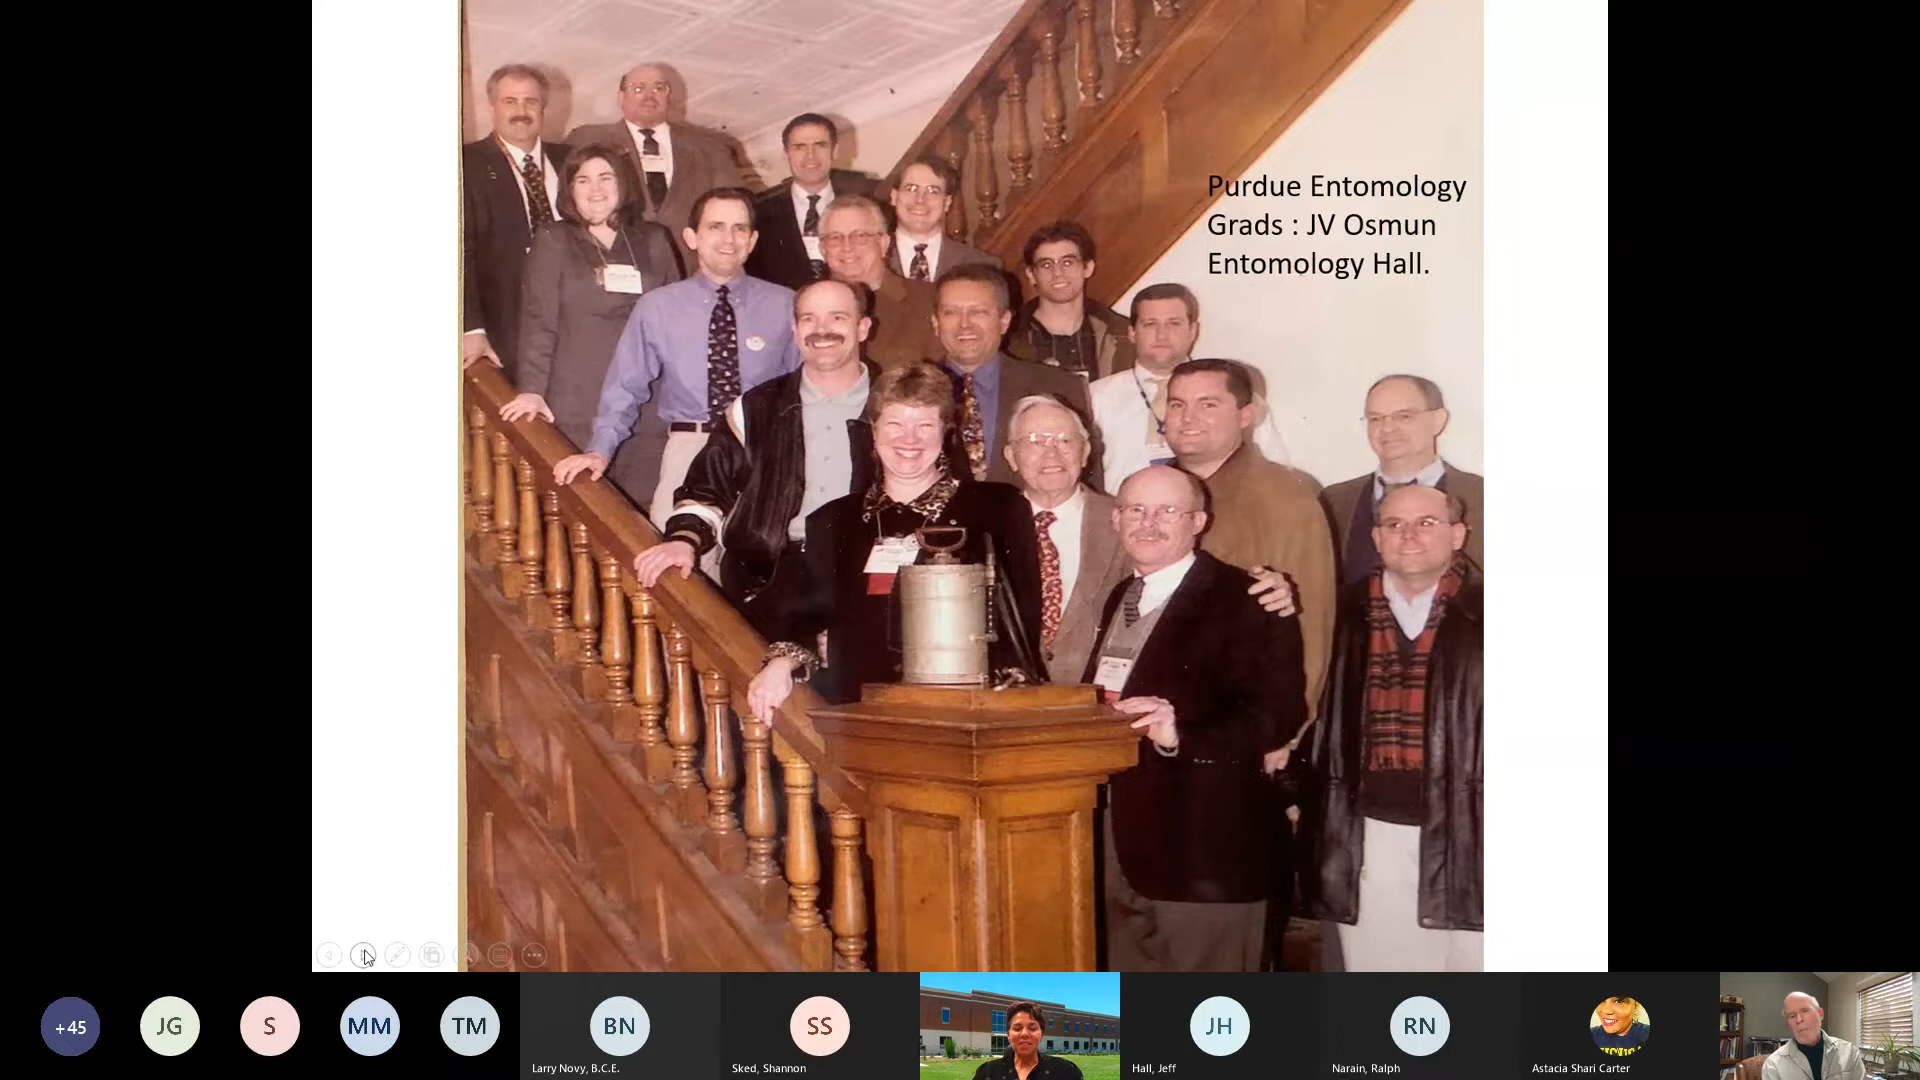 Purdue Entomology
Grads : JV Osmun
Entomology Hall.
+45
JG
S
MM
TM
BN
SS
JH
RN
Larry Novy, B.C.E.
Sked, Shannon
Hall, Jeff
Narain, Ralph
Astacia Shari Carter